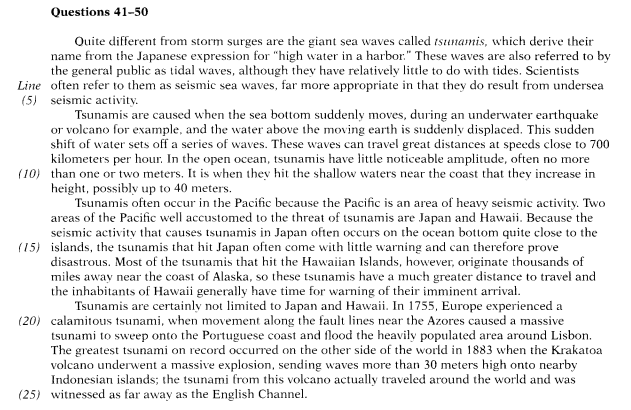 Questions 41–50
Quite different from storm surges are the giant sea waves called tsunamis, which derive their
name from the Japanese expression for “high water in a harbor.” These waves are also referred to by
the general public as tidal waves, although they have relatively little to do with tides. Scientists
Line often refer to them as seismic sea waves, far more appropriate in that they do result from undersea
(5) seismic activity.
Tsunamis are caused when the sea bottom suddenly moves, during an underwater earthquake
or volcano for example, and the water above the moving earth is suddenly displaced. This sudden
shift of water sets off a series of waves. These waves can travel great distances at speeds close to 700
kilometers per hour. In the open ocean, tsunamis have little noticeable amplitude, often no more
(10) than one or two meters. It is when they hit the shallow waters near the coast that they increase in
height, possibly up to 40 meters.
Tsunamis often occur in the Pacific because the Pacific is an area of heavy seismic activity. Two
areas of the Pacific well accustomed to the threat of tsunamis are Japan and Hawaii. Because the
seismic activity that causes tsunamis in Japan often occurs on the ocean bottom quite close to the
(15) islands, the tsunamis that hit Japan often come with little warning and can therefore prove
disastrous. Most of the tsunamis that hit the Hawaiian Islands, however, originate thousands of
miles away near the coast of Alaska, so these tsunamis have a much greater distance to travel and
the inhabitants of Hawaii generally have time for warning of their imminent arrival.
Tsunamis are certainly not limited to Japan and Hawaii. In 1755, Europe experienced a
(20) calamitous tsunami, when movement along the fault lines near the Azores caused a massive
tsunami to sweep onto the Portuguese coast and flood the heavily populated area around Lisbon.
The greatest tsunami on record occurred on the other side of the world in 1883 when the Krakatoa
volcano underwent a massive explosion, sending waves more than 30 meters high onto nearby
Indonesian islands; the tsunami from this volcano actually traveled around the world and was
(25) witnessed as far away as the English Channel.